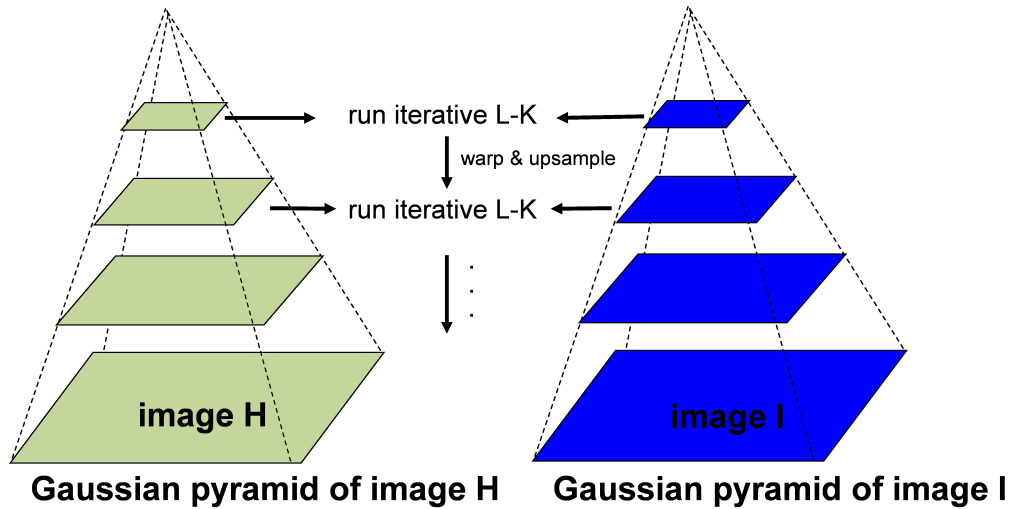 run iterative L-K
warp & upsample
run iterative L-K
.
.
.
image H
image I
Gaussian pyramid of image H
Gaussian pyramid of image I